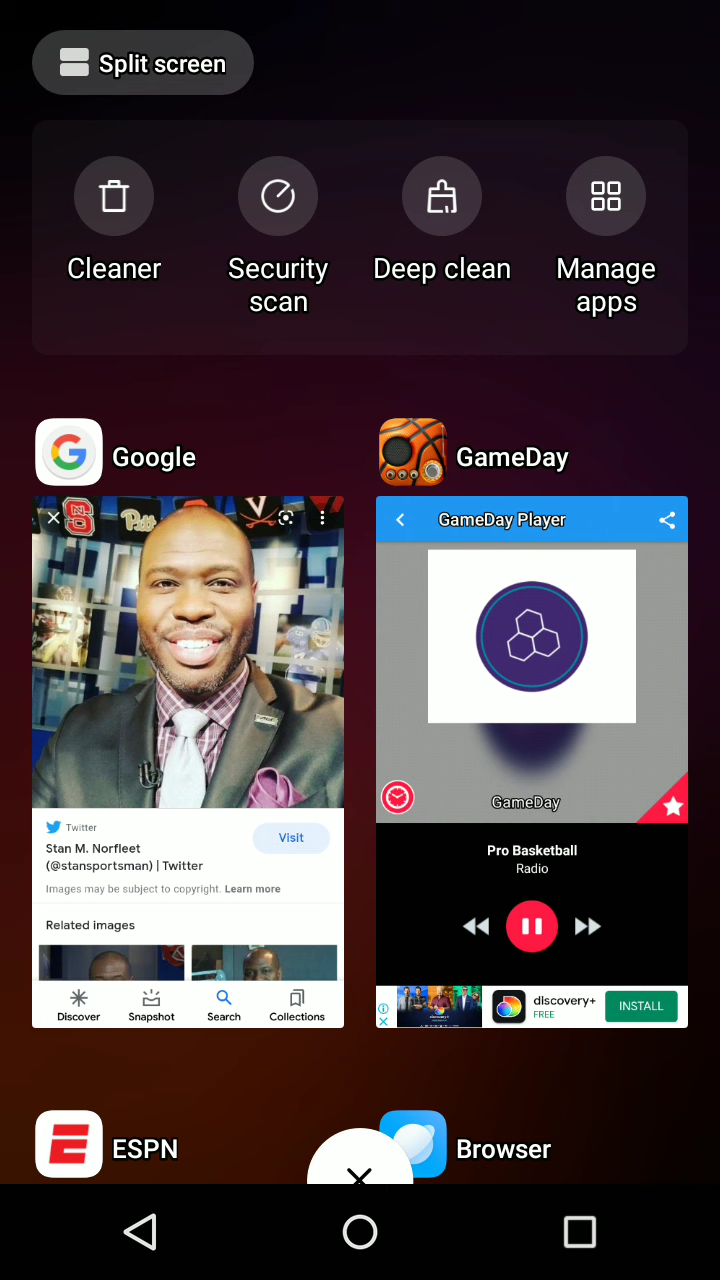 Split screen
Cleaner
Security
scan
Deep clean
Manage
apps
Google
GameDay
S
Pitt
V
GameDay Player
GameDay
Twitter
Stan M. Norfleet
(@stansportsman) | Twitter
Visit
Images may be subject to copyright. Learn more
Related images
Discover
Snapshot
Search
Collections
Pro Basketball
Radio
discovery+
FREE
INSTALL
ESPN
Browser